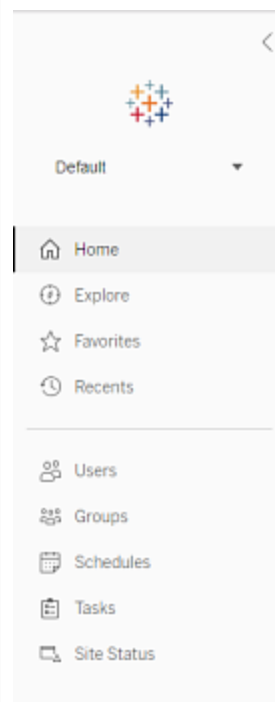 Default
Home
Explore
Favorites
Recents
Users
Groups
Schedules
Tasks
Site Status